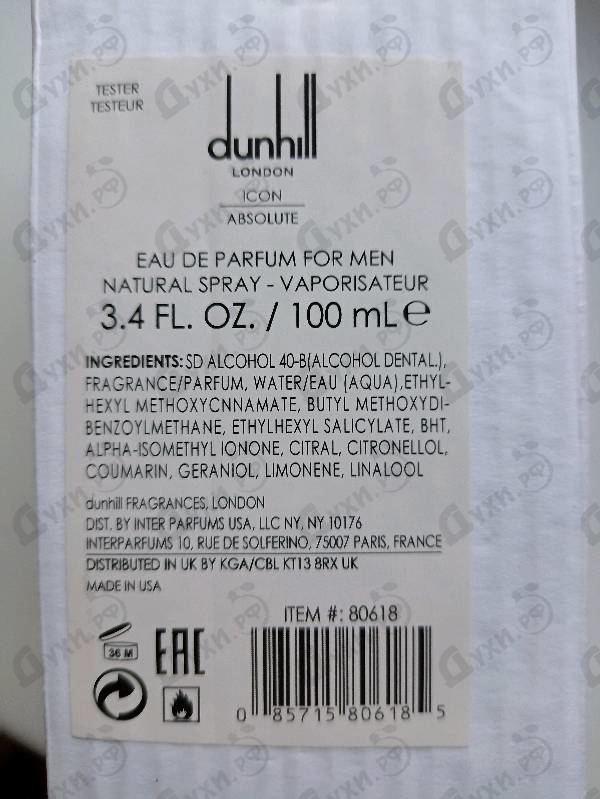 TESTER
TESTEUR
dunhill
LONDON
ICON
ABSOLUTE
EAU DE PARFUM FOR MEN
NATURAL SPRAY - VAPORISATEUR
3.4 FL. OZ. / 100 mL℮
INGREDIENTS: SD ALCOHOL 40-B(ALCOHOL DENTAL.),
FRAGRANCE/PARFUM, WATER/EAU (AQUA),ETHYL-
HEXYL METHOXYCNNAMATE, BUTYL METHOXYDI-
BENZOYLMETHANE, ETHYLHEXYL SALICYLATE, BHT,
ALPHA-ISOMETHYL IONONE, CITRAL, CITRONELLOL,
COUMARIN, GERANIOL, LIMONENE, LINALOOL
dunhill FRAGRANCES, LONDON
DIST. BY INTER PARFUMS USA, LLC NY, NY 10176
INTERPARFUMS 10, RUE DE SOLFERINO, 75007 PARIS, FRANCE
DISTRIBUTED IN UK BY KGA/CBL KT13 8RX UK
MADE IN USA
ITEM #: 80618
36 M
EAC
0 85715 80618 5
Духи.РФ